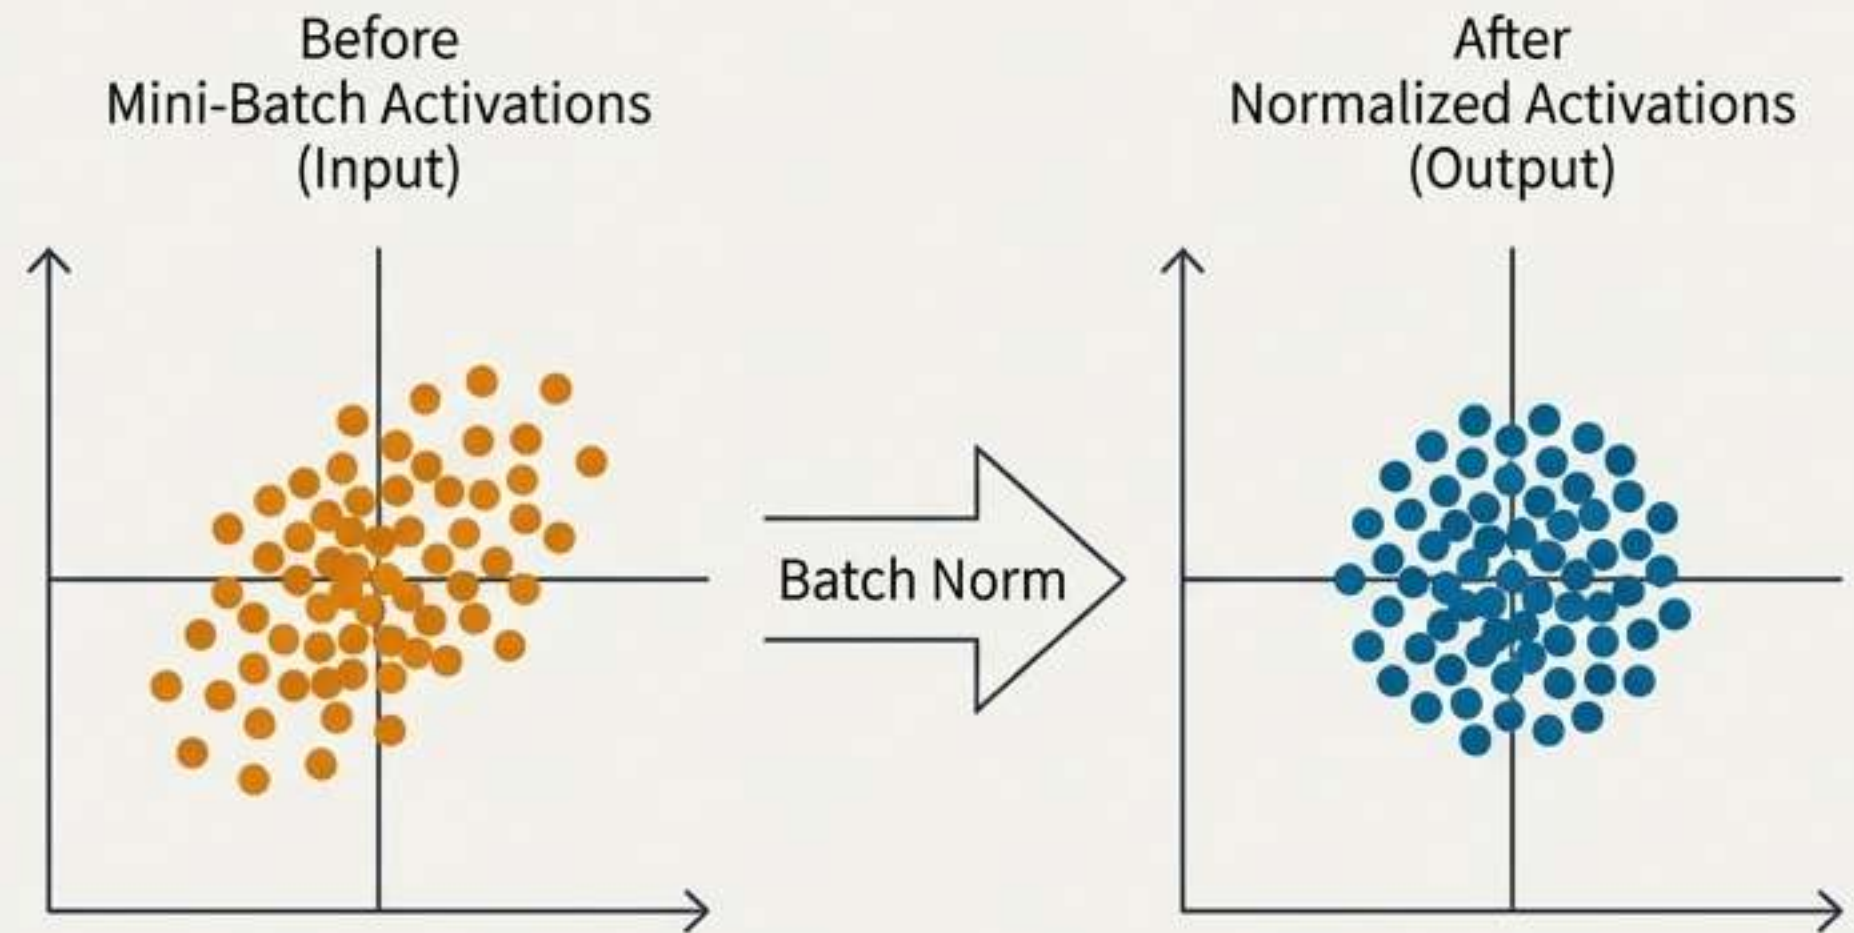 Before
Mini-Batch Activations
(Input)
Batch Norm
After
Normalized Activations
(Output)